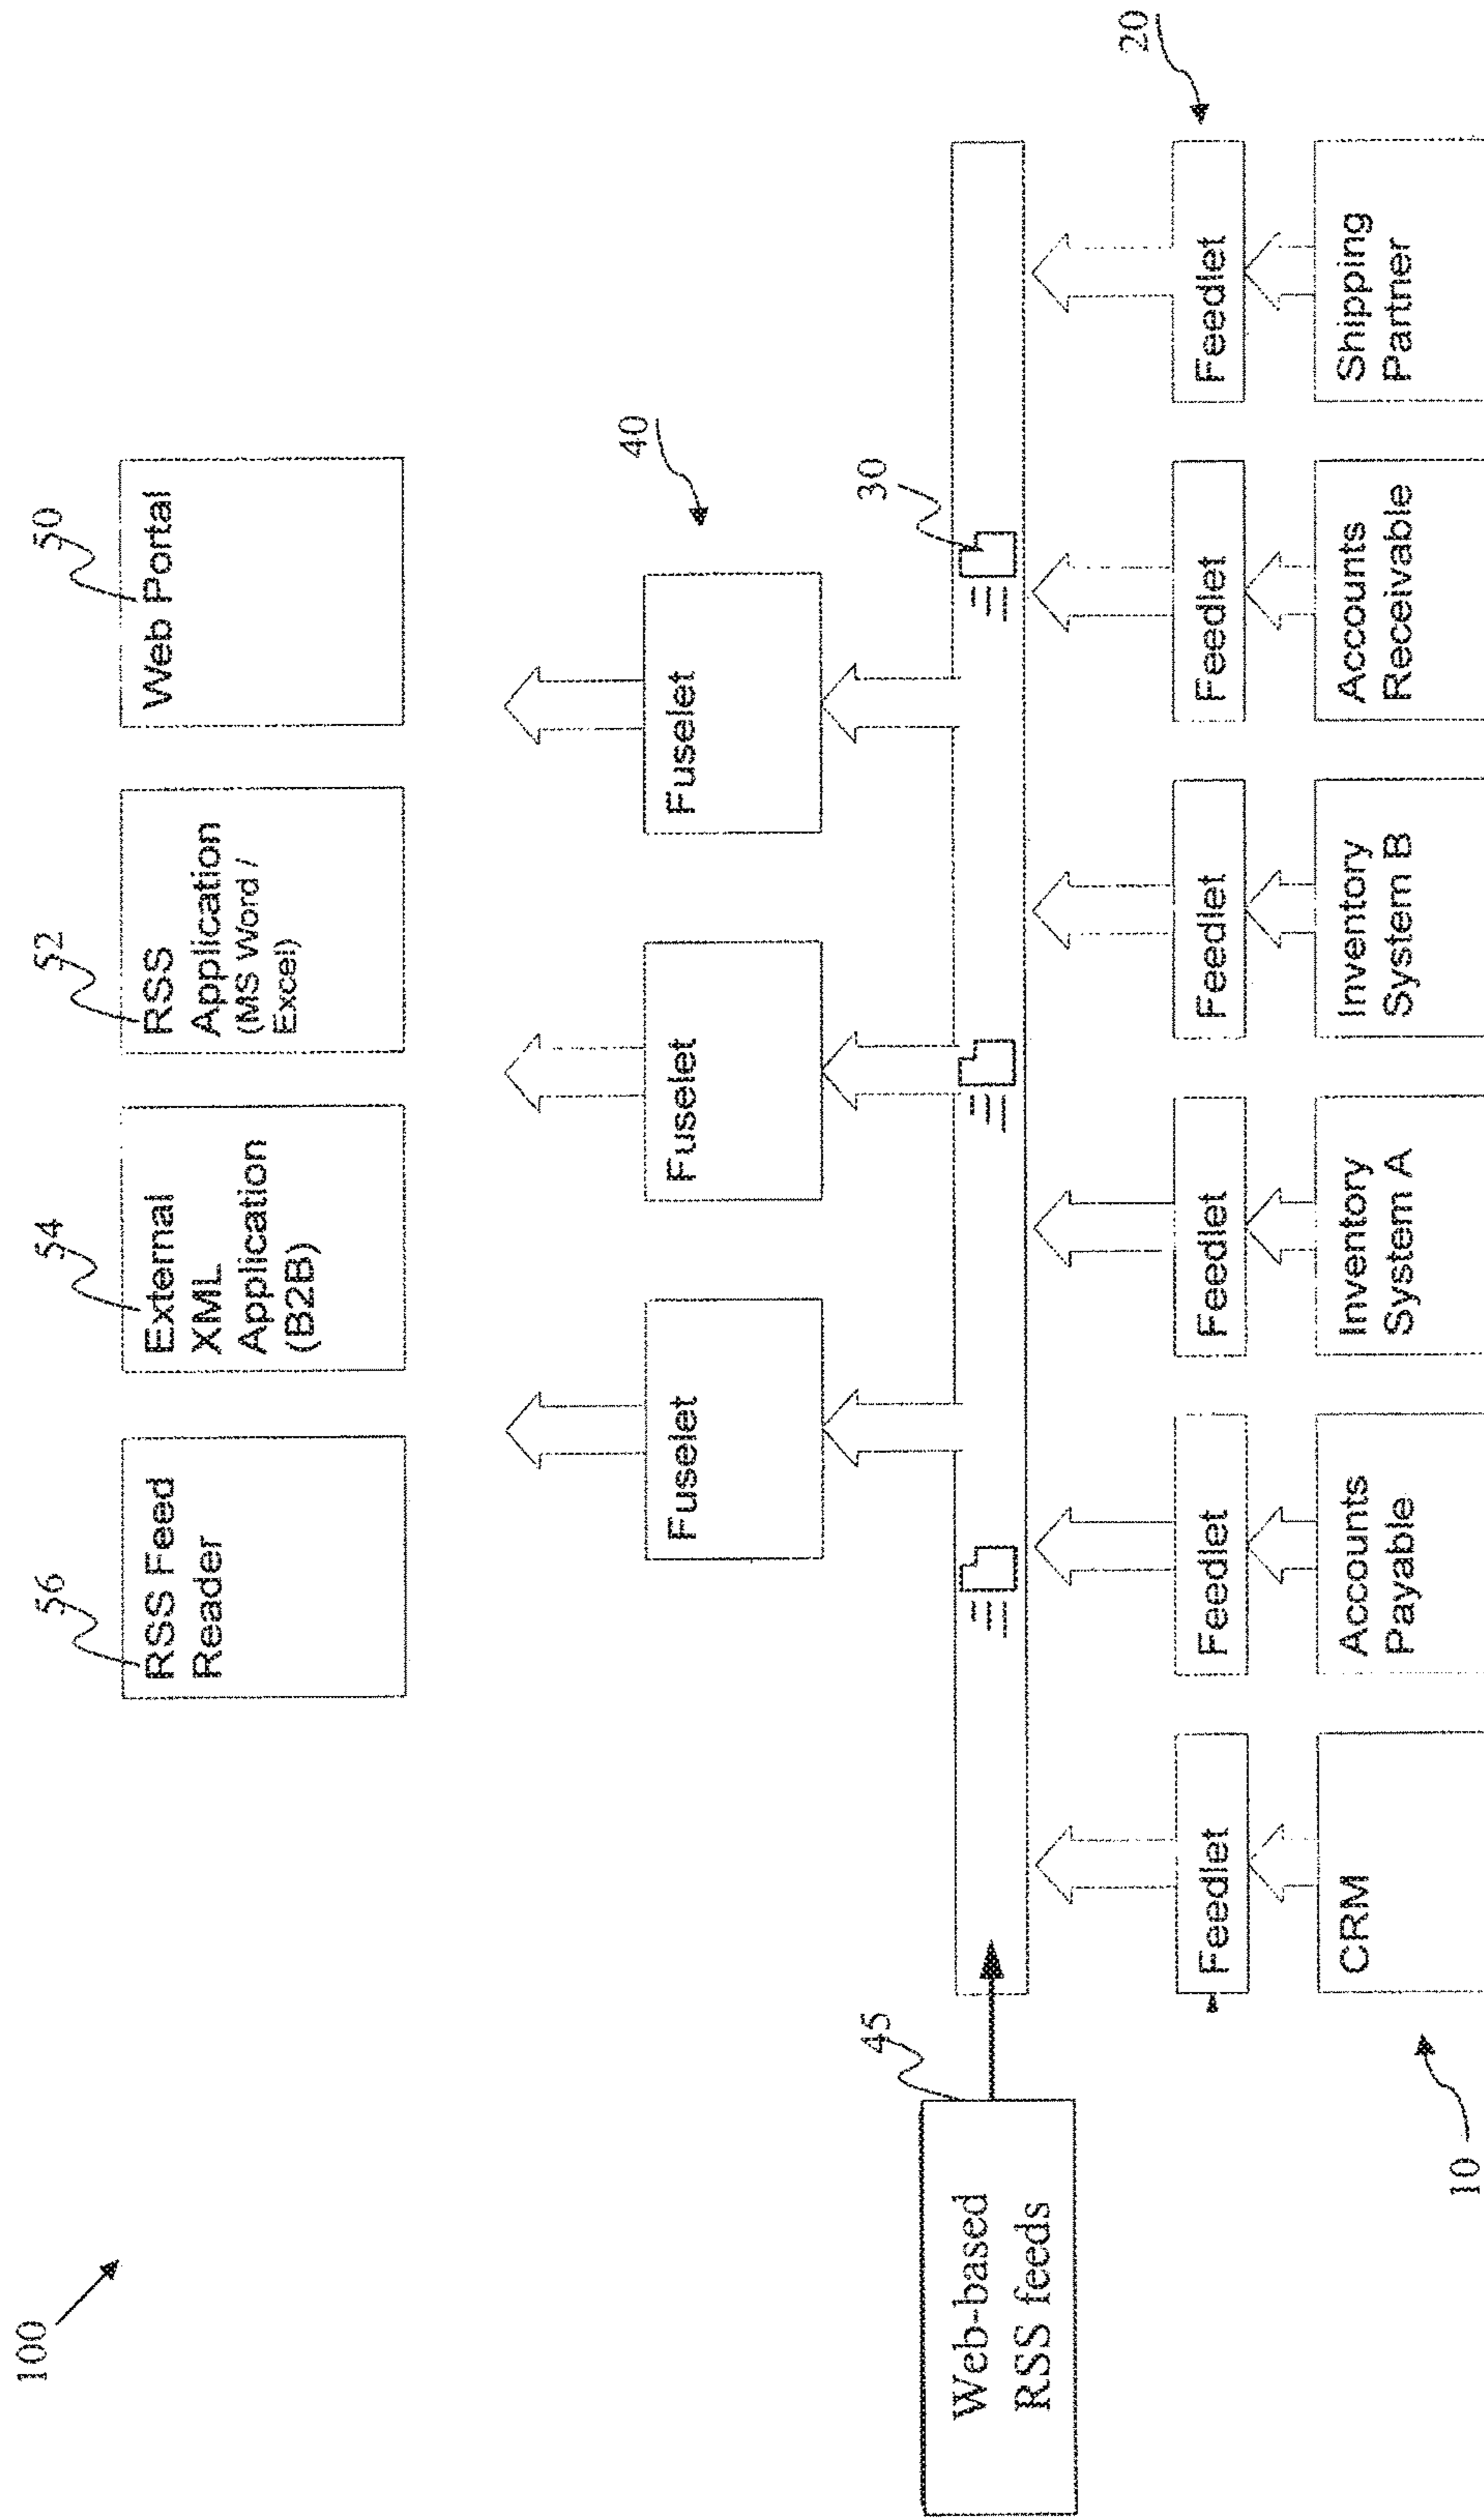 100
56
54
52
50
RSS Feed
Reader
External
XML
Application
(B2B)
RSS
Application
(MS Word /
Excel)
Web Portal
40
Fuselet
Fuselet
Fuselet
45
30
Web-based
RSS feeds
20
Feedlet
Feedlet
Feedlet
Feedlet
Feedlet
Feedlet
10
CRM
Accounts
Payable
Inventory
System A
Inventory
System B
Accounts
Receivable
Shipping
Partner